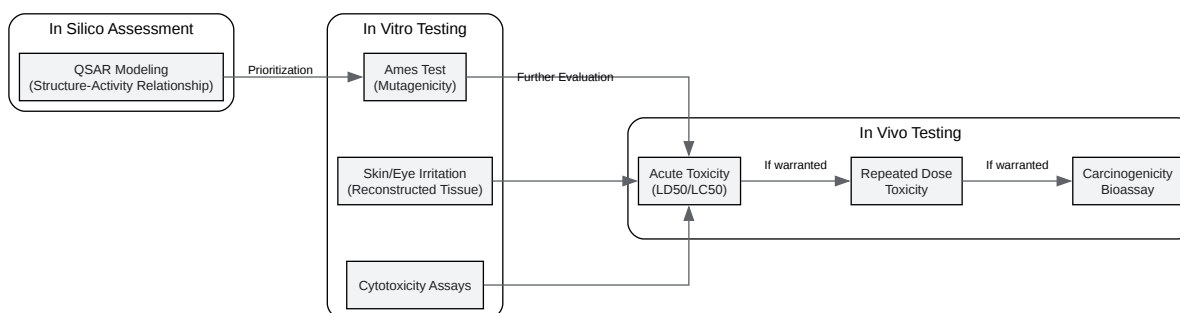 In Silico Assessment
QSAR Modeling
(Structure-Activity Relationship)
Prioritization
In Vitro Testing
Ames Test
(Mutagenicity)
Further Evaluation
Skin/Eye Irritation
(Reconstructed Tissue)
Cytotoxicity Assays
In Vivo Testing
Acute Toxicity
(LD50/LC50)
If warranted
Repeated Dose
Toxicity
If warranted
Carcinogenicity
Bioassay